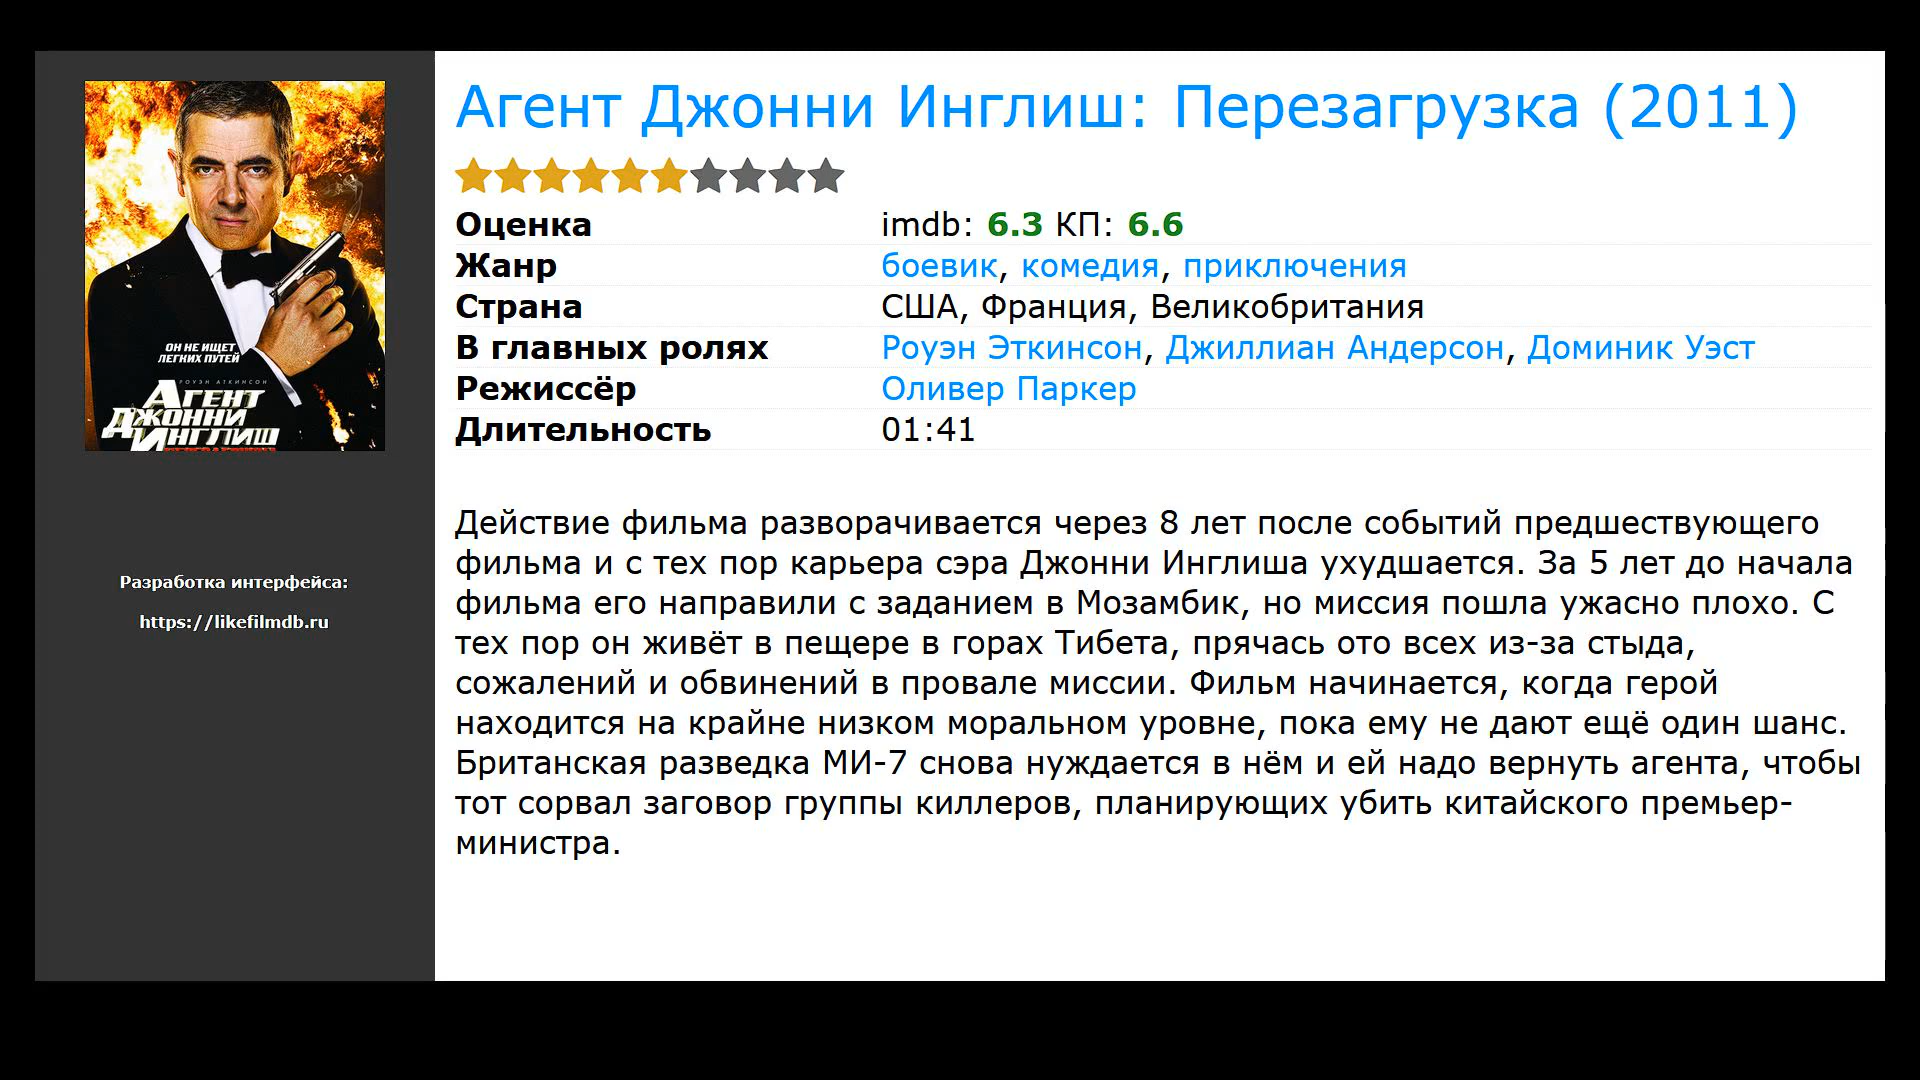 Агент Джонни Инглиш: Перезагрузка (2011)
Оценка imdb: 6.3 КП: 6.6
Жанр боевик, комедия, приключения
Страна США, Франция, Великобритания
В главных ролях Роуэн Эткинсон, Джиллиан Андерсон, Доминик Уэст
Режиссёр Оливер Паркер
Длительность 01:41
ОН НЕ ИЩЕТ
ЛЕГКИХ ПУТЕЙ
РОУЭН АТКИНСОН
АГЕНТ
ДЖОННИ
ИНГЛИШ
Разработка интерфейса:
https://likefilmdb.ru
Действие фильма разворачивается через 8 лет после событий предшествующего
фильма и с тех пор карьера сэра Джонни Инглиша ухудшается. За 5 лет до начала
фильма его направили с заданием в Мозамбик, но миссия пошла ужасно плохо. С
тех пор он живёт в пещере в горах Тибета, прячась ото всех из-за стыда,
сожалений и обвинений в провале миссии. Фильм начинается, когда герой
находится на крайне низком моральном уровне, пока ему не дают ещё один шанс.
Британская разведка МИ-7 снова нуждается в нём и ей надо вернуть агента, чтобы
тот сорвал заговор группы киллеров, планирующих убить китайского премьер-
министра.